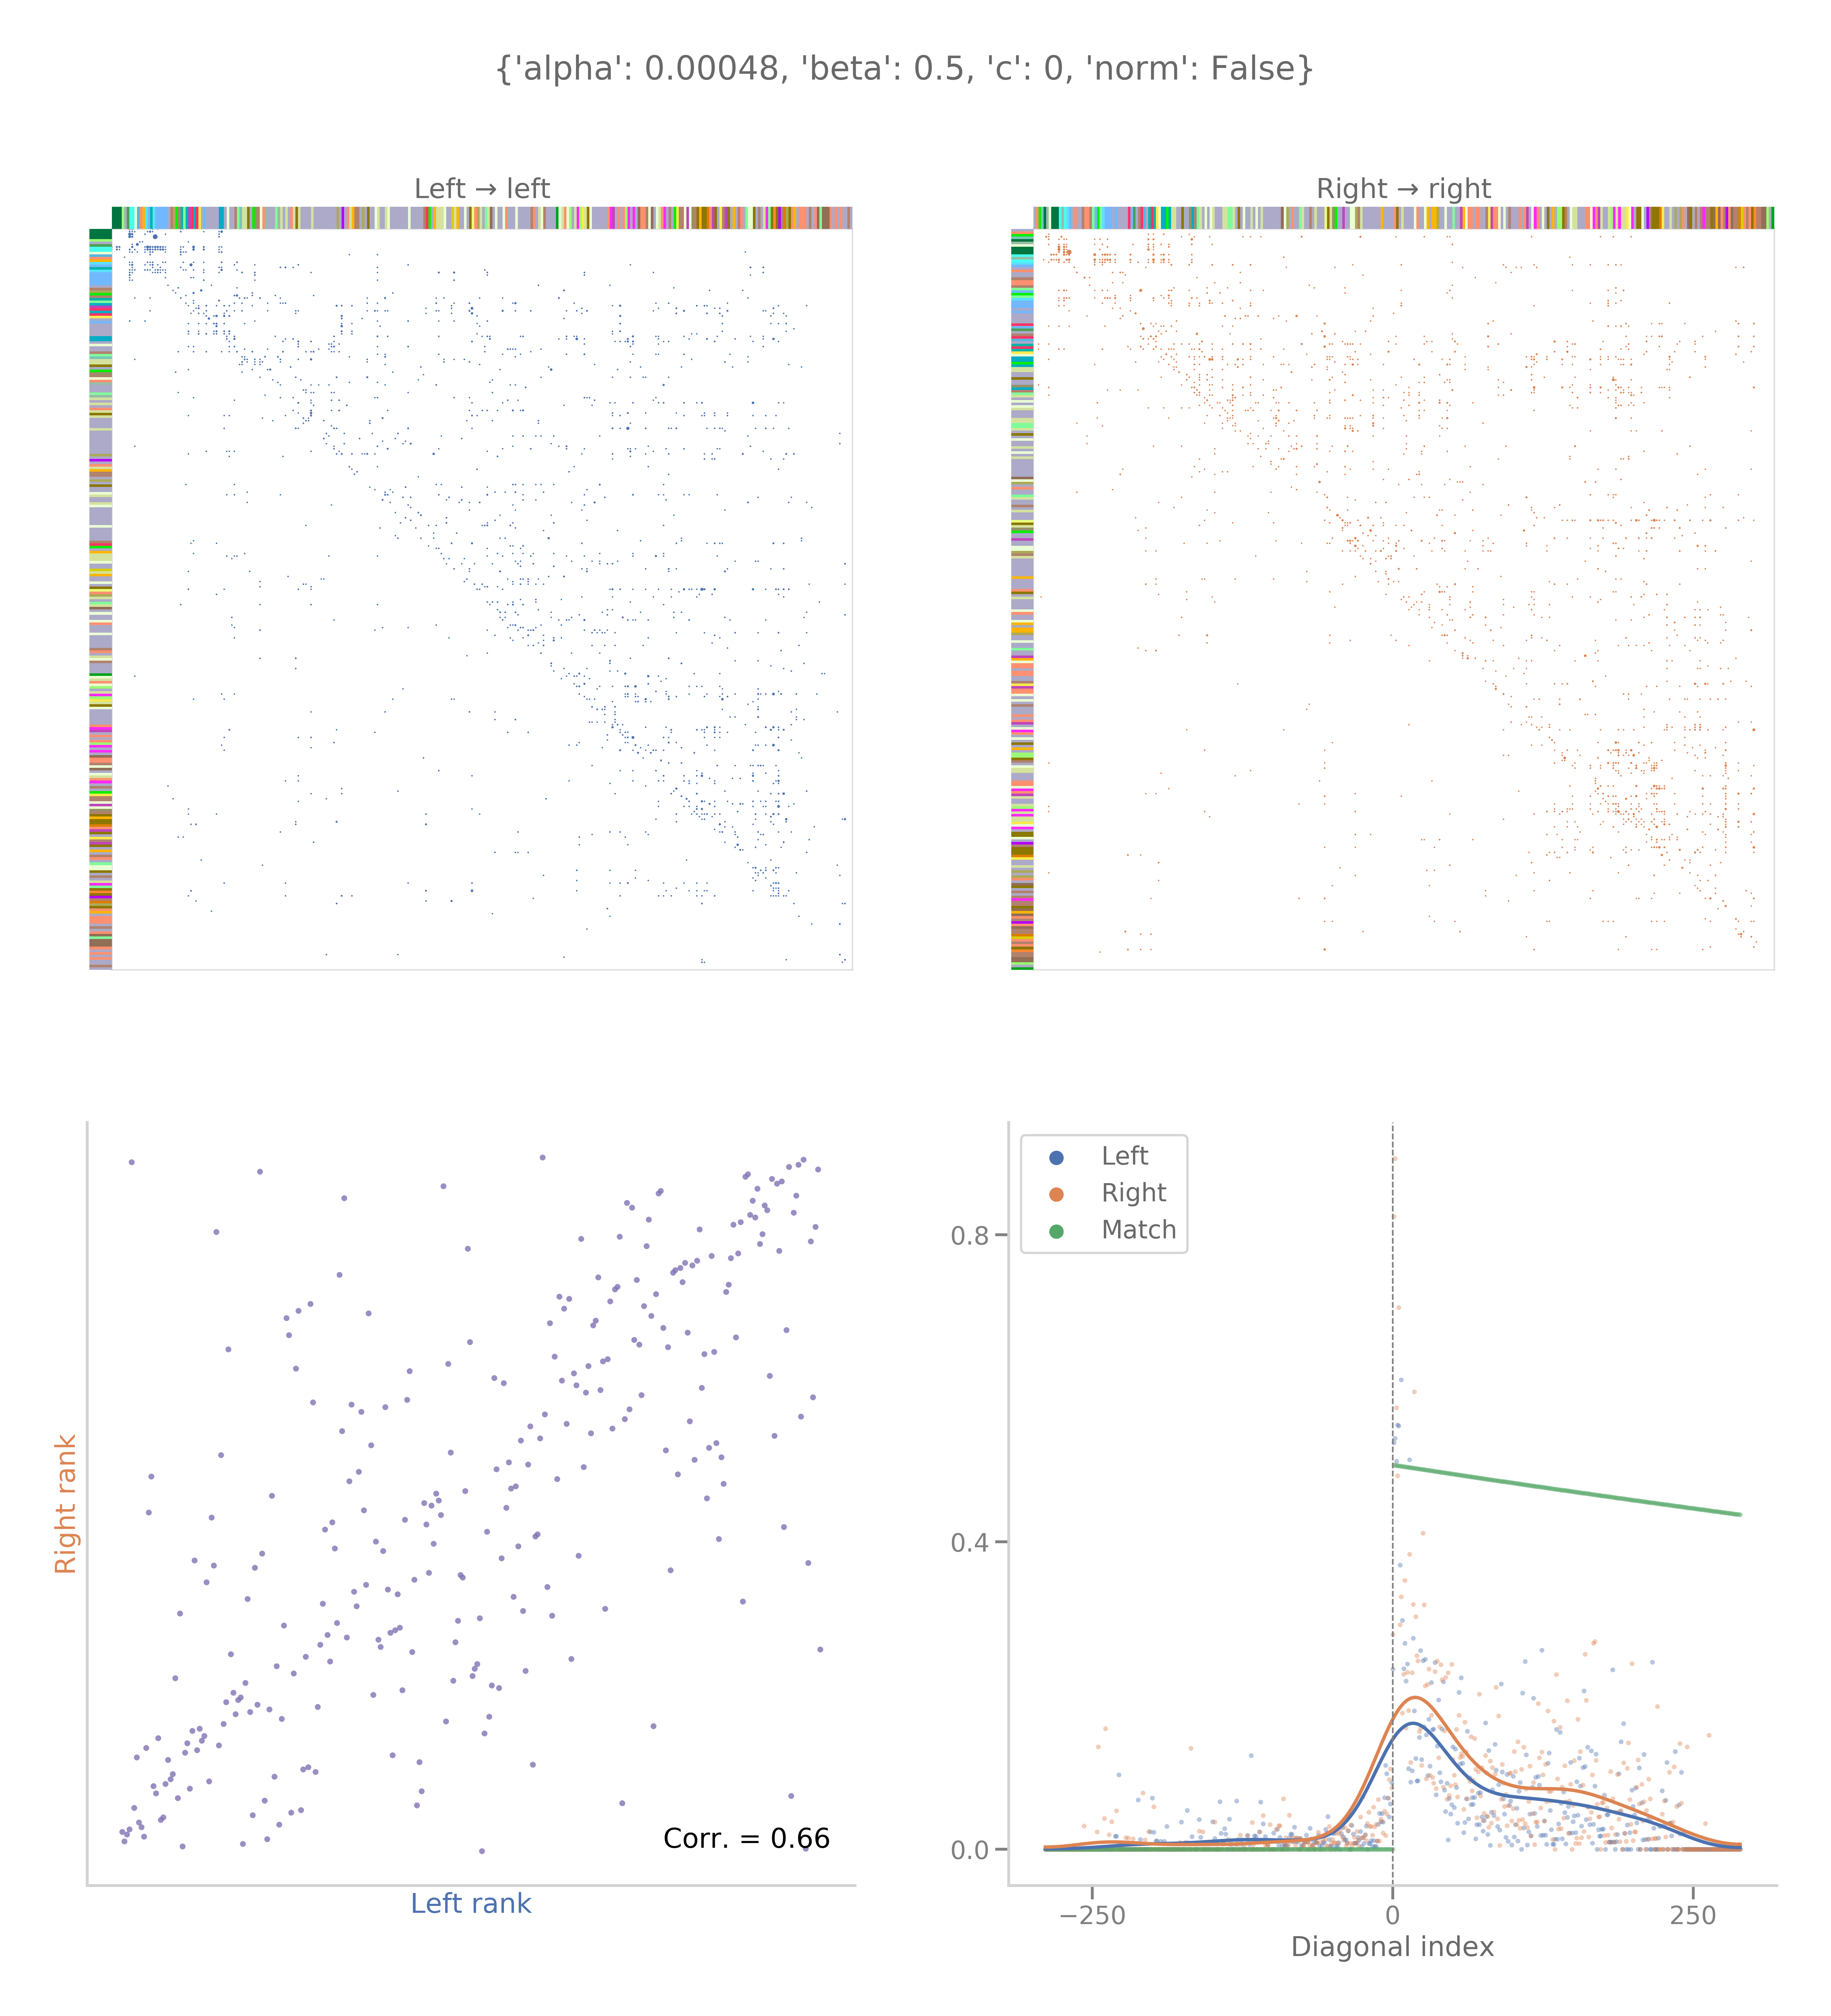 {'alpha': 0.00048, 'beta': 0.5, 'c': 0, 'norm': False}
Left → left
Right → right
Right rank
Corr. = 0.66
Left rank
Left
Right
Match
0.8
0.4
0.0
−250
0
250
Diagonal index